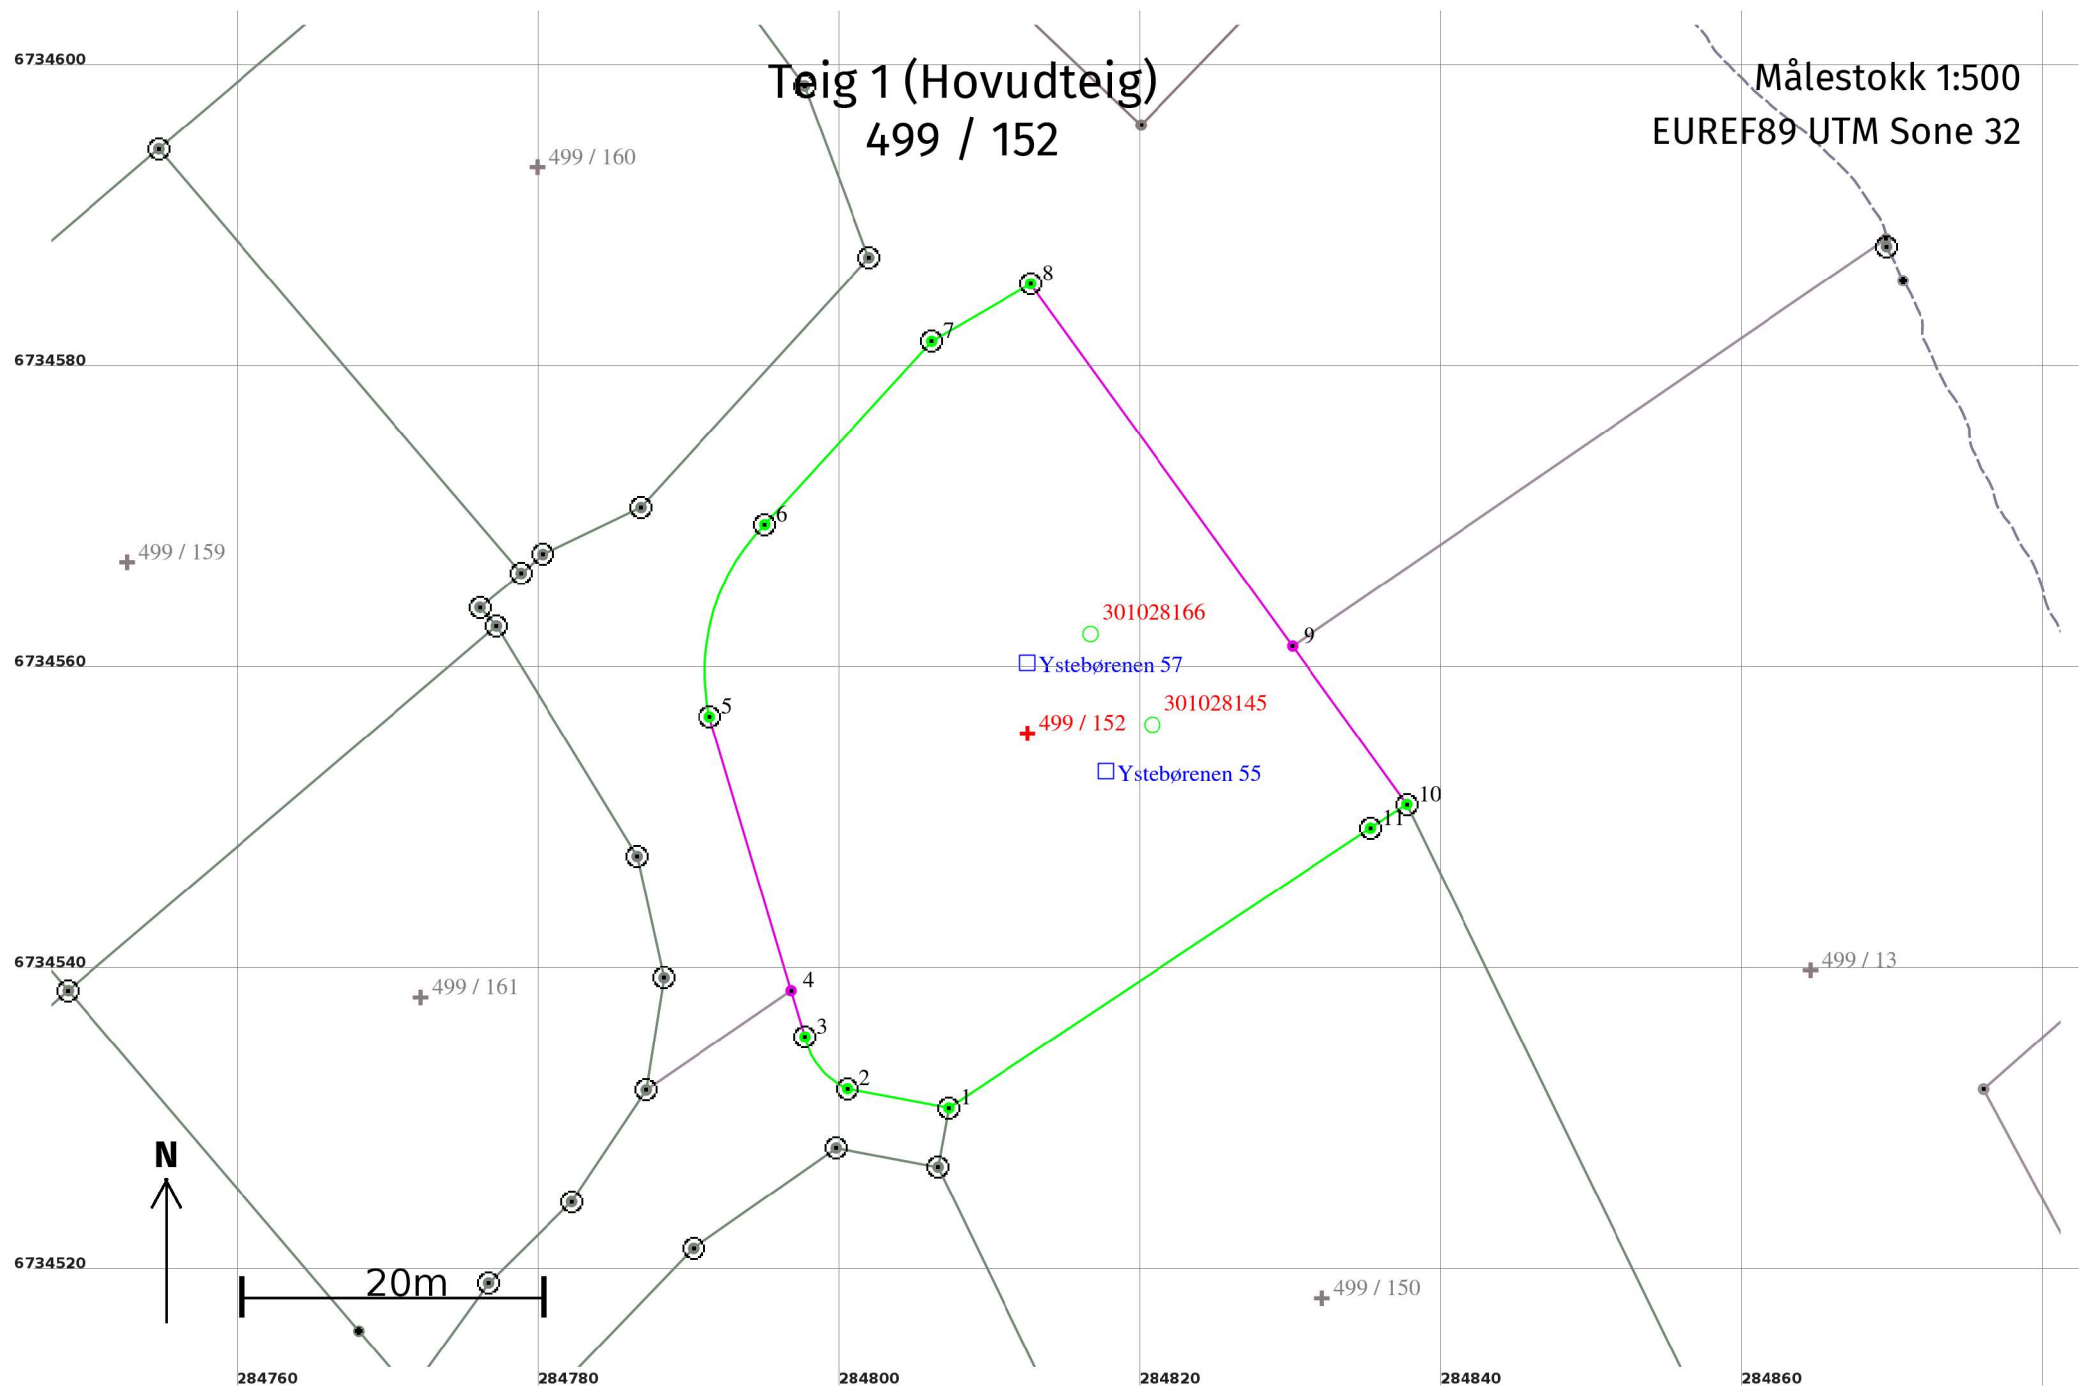 6734600
Teig 1 (Hovudteig)
499 / 152
Målestokk 1:500
EUREF89 UTM Sone 32
499 / 160
8
7
6734580
6
499 / 159
301028166
9
Ystebørenen 57
6734560
5
301028145
499 / 152
Ystebørenen 55
10
11
4
6734540
499 / 161
499 / 13
3
2
1
N
6734520
20m
499 / 150
284760
284780
284800
284820
284840
284860